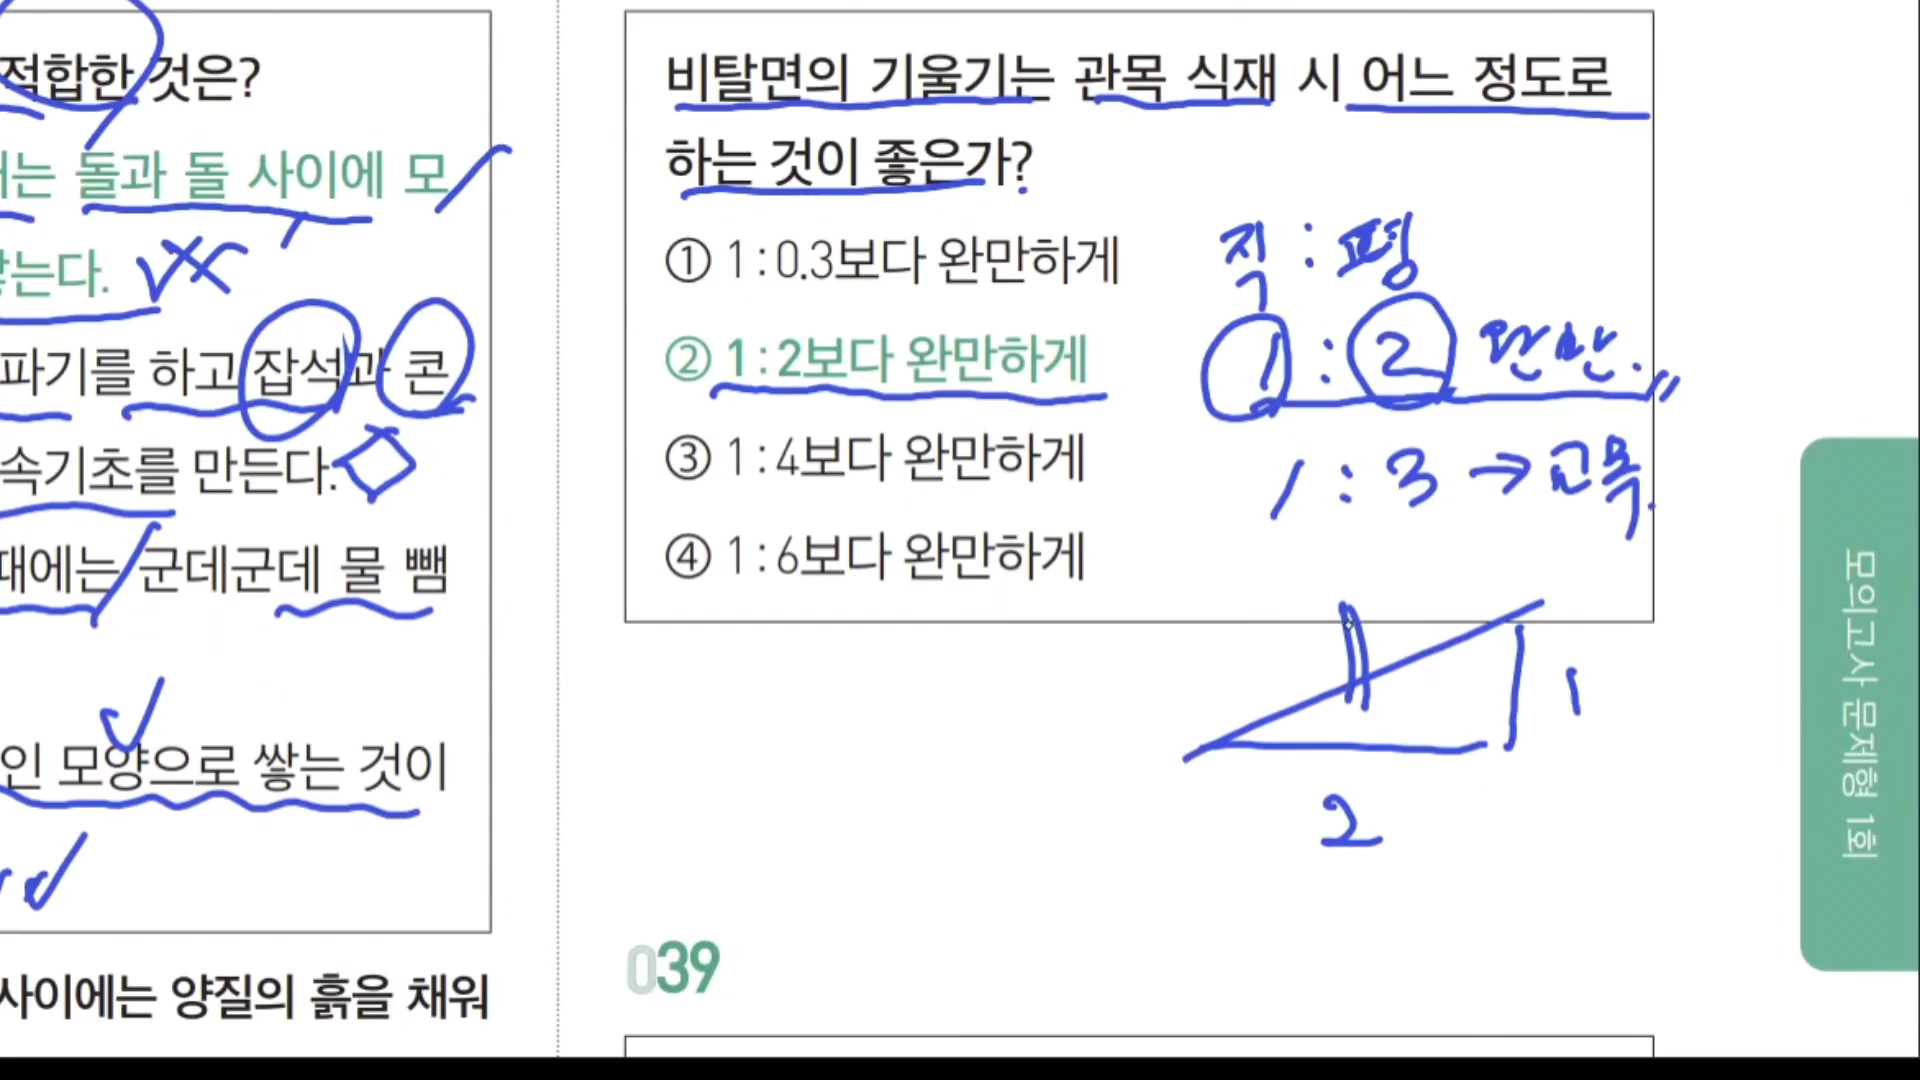 적합한 것은?
는 돌과 돌 사이에 모
쌓는다.
파기를 하고 잡석과 콘
속기초를 만든다.
때에는 군데군데 물 뺌
인 모양으로 쌓는 것이
사이에는 양질의 흙을 채워
비탈면의 기울기는 관목 식재 시 어느 정도로
하는 것이 좋은가?
① 1:0.3보다 완만하게
② 1:2보다 완만하게
③ 1:4보다 완만하게
④ 1:6보다 완만하게
직 : 평
1 : 2 관목.
1 : 3 → 교목.
1
2
039
모의고사 문제형 1회